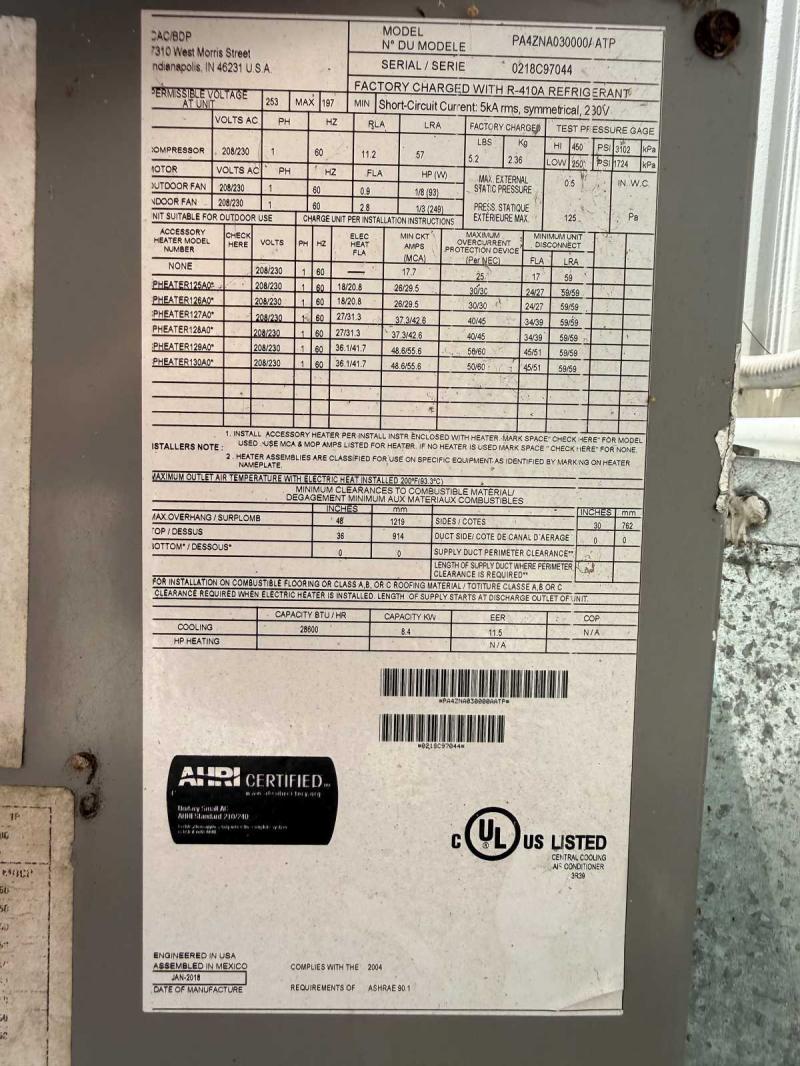 CAC/BDP
7310 West Morris Street
Indianapolis, IN 46231 U.S.A.
MODEL
N° DU MODELE PA4ZNA030000AATP
SERIAL / SERIE 0218C97044
FACTORY CHARGED WITH R-410A REFRIGERANT
PERMISSIBLE VOLTAGE AT UNIT 253 MAX 197 MIN Short-Circuit Current: 5kA rms, symmetrical, 230V
VOLTS AC PH HZ RLA LRA FACTORY CHARGED TEST PRESSURE GAGE
COMPRESSOR 208/230 1 60 11.2 57 LBS 5.2 Kg 2.36 HI 450 PSI 3102 kPa
LOW 250 PSI 1724 kPa
MOTOR VOLTS AC PH HZ FLA HP (W) MAX. EXTERNAL STATIC PRESSURE 0.5 IN. W.C.
OUTDOOR FAN 208/230 1 60 0.9 1/8 (93)
INDOOR FAN 208/230 1 60 2.8 1/3 (249) PRESS. STATIQUE EXTÉRIEURE MAX. 125 Pa
UNIT SUITABLE FOR OUTDOOR USE CHARGE UNIT PER INSTALLATION INSTRUCTIONS
ACCESSORY HEATER MODEL NUMBER CHECK HERE VOLTS PH HZ ELEC HEAT FLA MIN CKT AMPS (MCA) MAXIMUM OVERCURRENT PROTECTION DEVICE (Per NEC) MINIMUM UNIT DISCONNECT FLA LRA
NONE 208/230 1 60 — 17.7 25 17 59
PHEATER125A0* 208/230 1 60 18/20.8 26/29.5 30/30 24/27 59/59
PHEATER126A0* 208/230 1 60 18/20.8 26/29.5 30/30 24/27 59/59
PHEATER127A0* 208/230 1 60 27/31.3 37.3/42.6 40/45 34/39 59/59
PHEATER128A0* 208/230 1 60 27/31.3 37.3/42.6 40/45 34/39 59/59
PHEATER129A0* 208/230 1 60 36.1/41.7 48.6/55.6 50/60 45/51 59/59
PHEATER130A0* 208/230 1 60 36.1/41.7 48.6/55.6 50/60 45/51 59/59
INSTALLERS NOTE :
1. INSTALL ACCESSORY HEATER PER INSTALL INSTR ENCLOSED WITH HEATER. MARK SPACE" CHECK HERE" FOR MODEL
USED .USE MCA & MOP AMPS LISTED FOR HEATER. IF NO HEATER IS USED MARK SPACE " CHECK HERE" FOR NONE.
2. HEATER ASSEMBLIES ARE CLASSIFIED FOR USE ON SPECIFIC EQUIPMENT AS IDENTIFIED BY MARKING ON HEATER
NAMEPLATE.
MAXIMUM OUTLET AIR TEMPERATURE WITH ELECTRIC HEAT INSTALLED 200°F(93.3°C)
MINIMUM CLEARANCES TO COMBUSTIBLE MATERIAL/
DEGAGEMENT MINIMUM AUX MATERIAUX COMBUSTIBLES
INCHES mm INCHES mm
MAX.OVERHANG / SURPLOMB 48 1219 SIDES / COTES 30 762
TOP / DESSUS 36 914 DUCT SIDE/ COTE DE CANAL D'AERAGE 0 0
BOTTOM* / DESSOUS* 0 0 SUPPLY DUCT PERIMETER CLEARANCE**
LENGTH OF SUPPLY DUCT WHERE PERIMETER
CLEARANCE IS REQUIRED**
FOR INSTALLATION ON COMBUSTIBLE FLOORING OR CLASS A,B, OR C ROOFING MATERIAL / TOTITURE CLASSE A,B OR C
CLEARANCE REQUIRED WHEN ELECTRIC HEATER IS INSTALLED. LENGTH OF SUPPLY STARTS AT DISCHARGE OUTLET OF UNIT.
CAPACITY BTU / HR CAPACITY KW EER COP
COOLING 28600 8.4 11.5 N/A
HP HEATING N/A
*PA4ZNA030000AATP*
*0218C97044*
AHRI CERTIFIED
www.ahridirectory.org
Unitary Small AC
AHRI Standard 210/240
C UL US LISTED
CENTRAL COOLING
AIR CONDITIONER
3R39
ENGINEERED IN USA
ASSEMBLED IN MEXICO
JAN-2018
DATE OF MANUFACTURE
COMPLIES WITH THE 2004
REQUIREMENTS OF ASHRAE 90.1